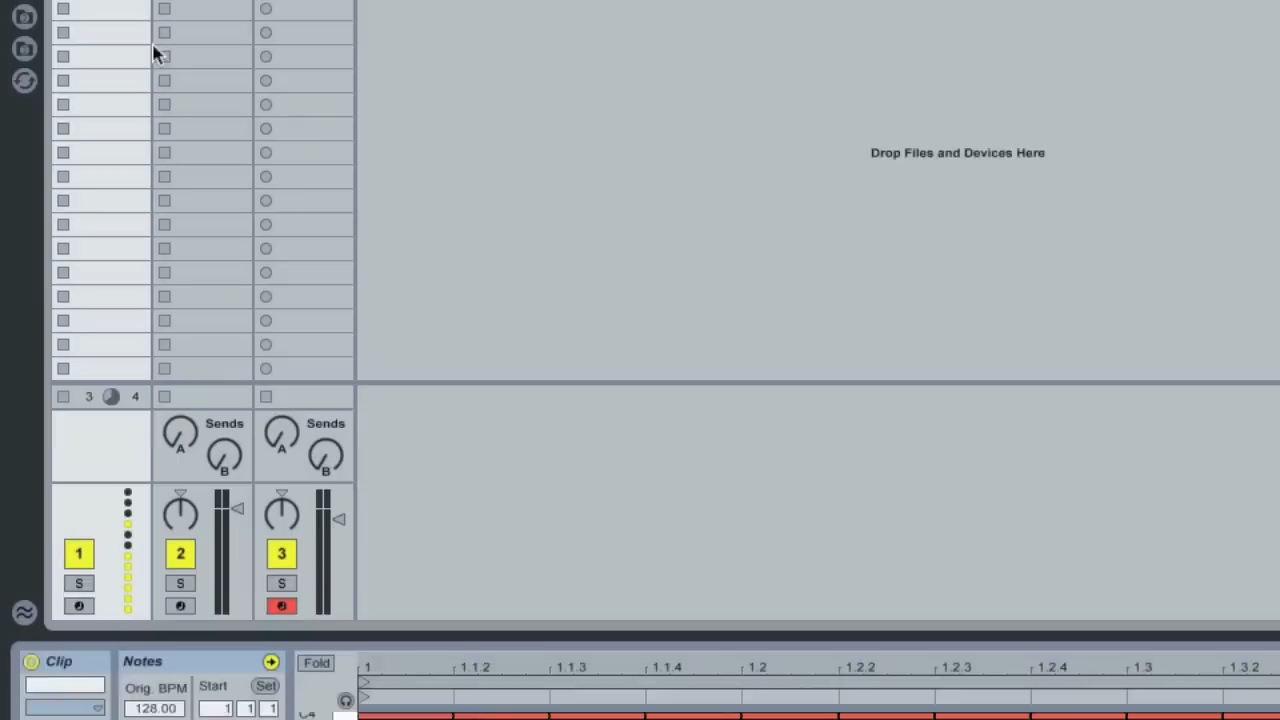 Drop Files and Devices Here
3 4
Sends Sends
A A
B B
1 2 3
S S S
Clip Notes Fold 1 1.1.2 1.1.3 1.1.4 1.2 1.2.2 1.2.3 1.2.4 1.3 1.3.2
Orig. BPM Start Set
128.00 1 1 1